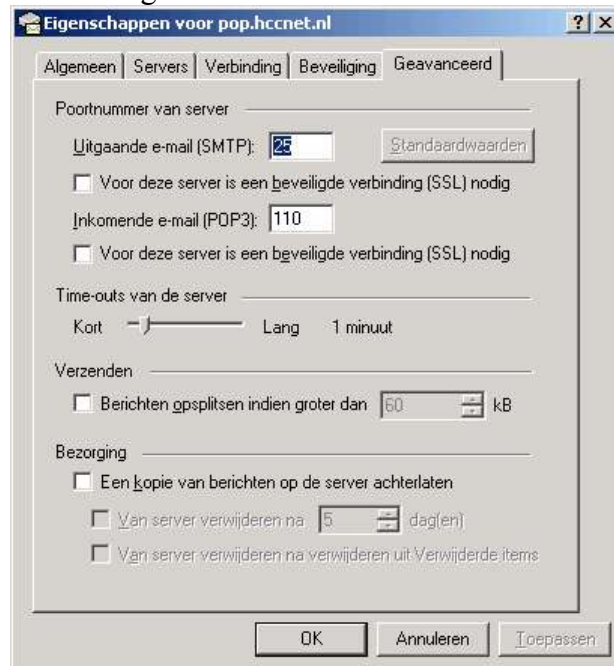 Eigenschappen voor pop.hccnet.nl
Algemeen Servers Verbinding Beveiliging Geavanceerd
Poortnummer van server
Uitgaande e-mail (SMTP): 25 Standaardwaarden
Voor deze server is een beveiligde verbinding (SSL) nodig
Inkomende e-mail (POP3): 110
Voor deze server is een beveiligde verbinding (SSL) nodig
Time-outs van de server
Kort Lang 1 minuut
Verzenden
Berichten opsplitsen indien groter dan 60 kB
Bezorging
Een kopie van berichten op de server achterlaten
Van server verwijderen na 5 dag(en)
Van server verwijderen na verwijderen uit Verwijderde items
OK Annuleren Toepassen